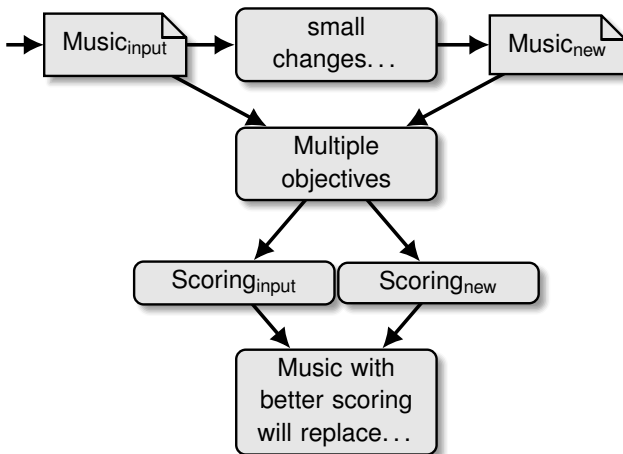 Music_input
small
changes...
Music_new
Multiple
objectives
Scoring_input
Scoring_new
Music with
better scoring
will replace...